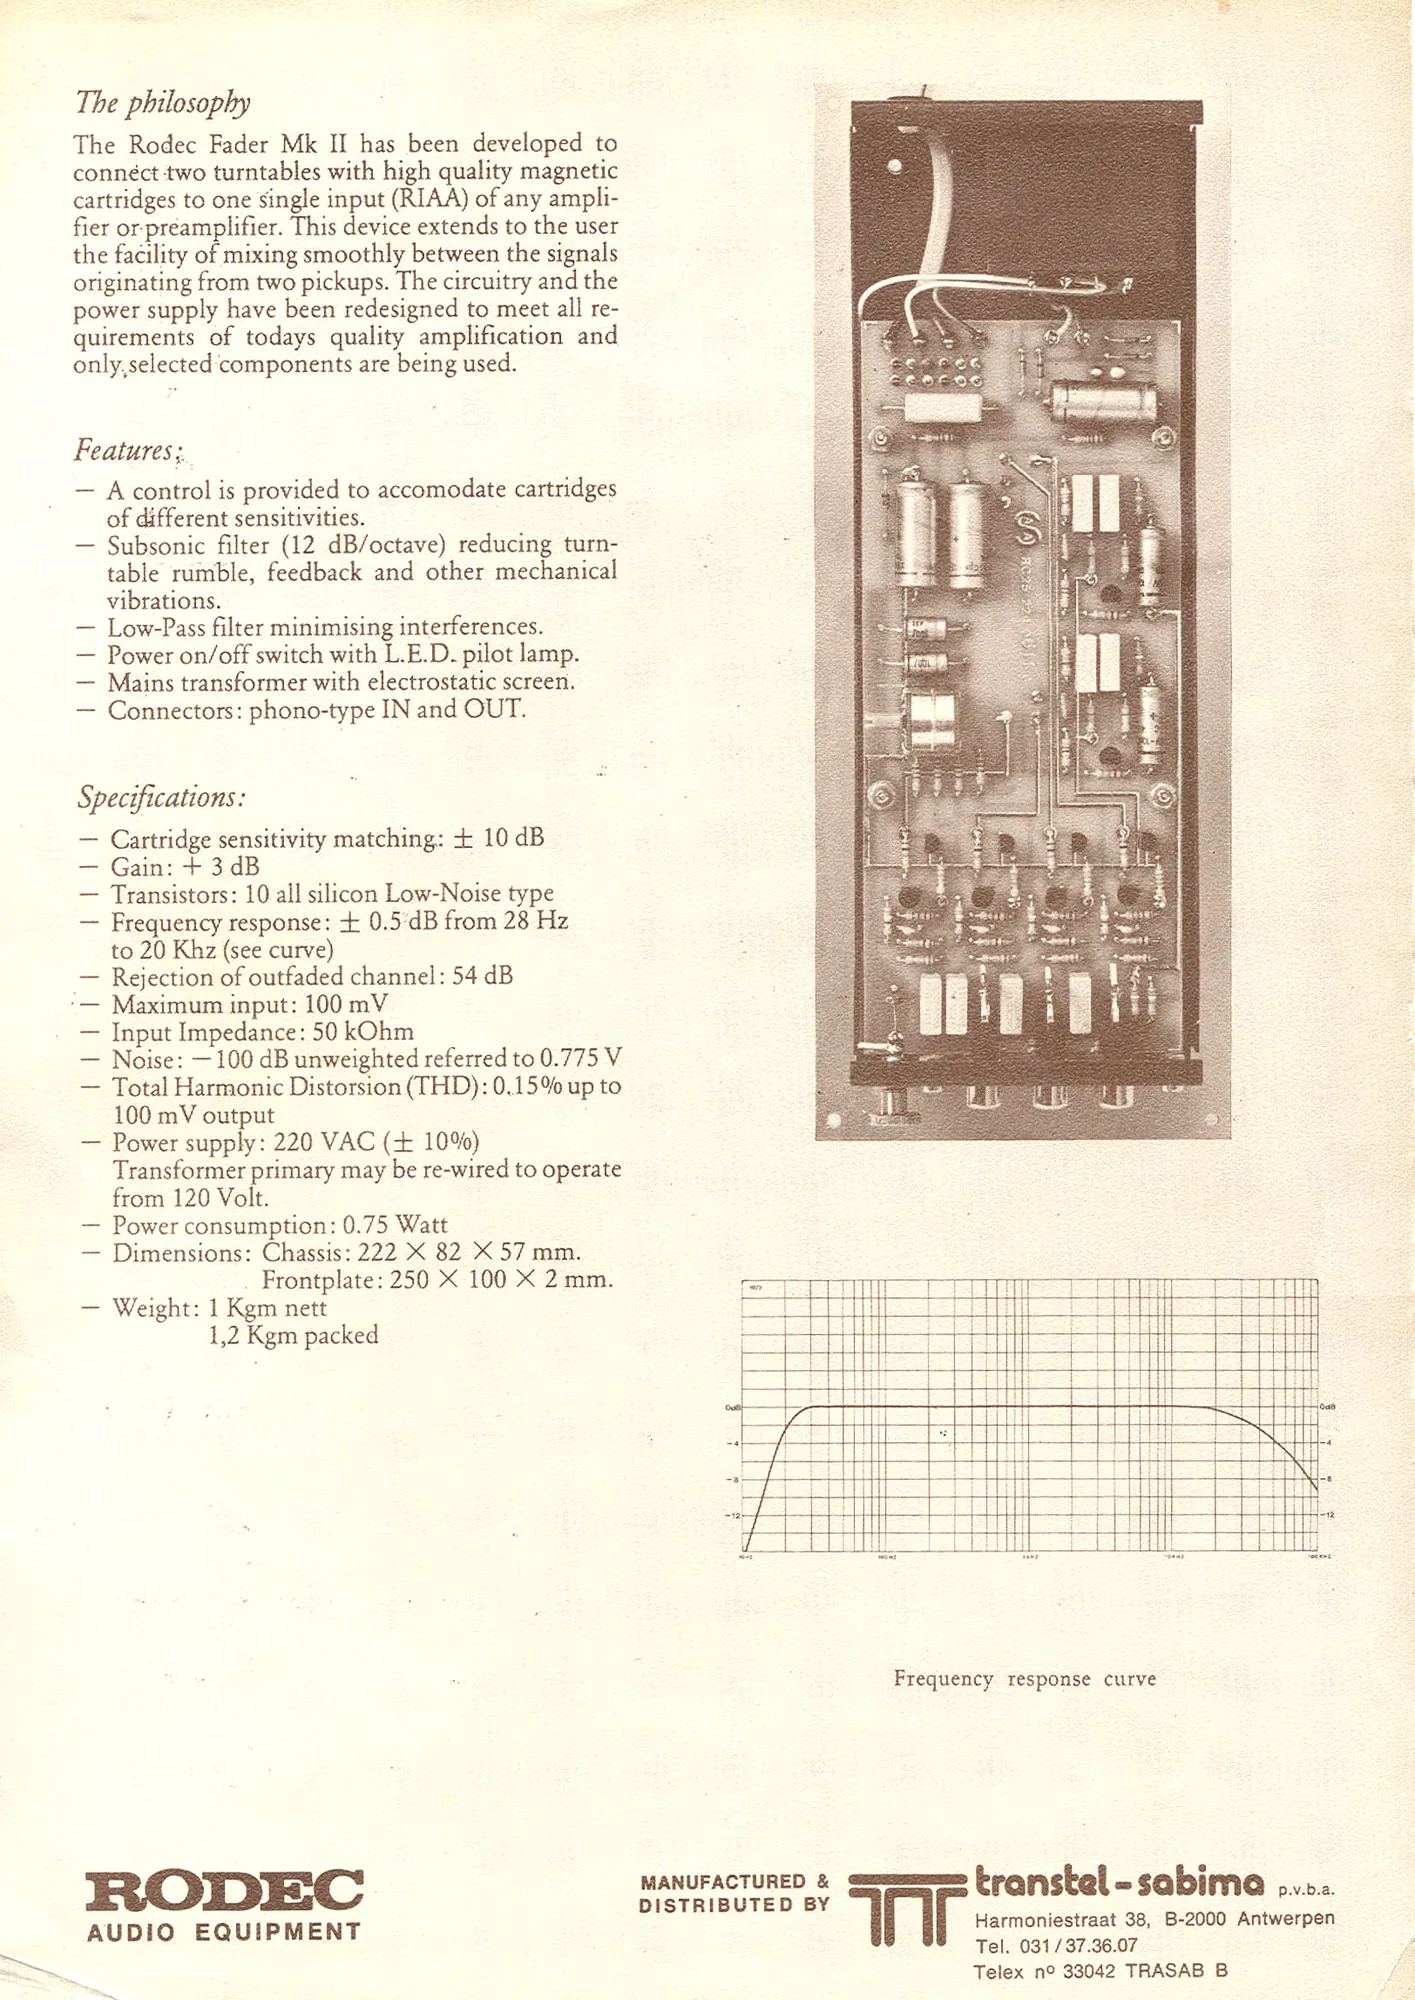 The philosophy
The Rodec Fader Mk II has been developed to
connect two turntables with high quality magnetic
cartridges to one single input (RIAA) of any ampli-
fier or preamplifier. This device extends to the user
the facility of mixing smoothly between the signals
originating from two pickups. The circuitry and the
power supply have been redesigned to meet all re-
quirements of todays quality amplification and
only selected components are being used.
Features:
— A control is provided to accomodate cartridges
of different sensitivities.
— Subsonic filter (12 dB/octave) reducing turn-
table rumble, feedback and other mechanical
vibrations.
— Low-Pass filter minimising interferences.
— Power on/off switch with L.E.D. pilot lamp.
— Mains transformer with electrostatic screen.
— Connectors: phono-type IN and OUT.
Specifications:
— Cartridge sensitivity matching: ± 10 dB
— Gain: + 3 dB
— Transistors: 10 all silicon Low-Noise type
— Frequency response: ± 0.5 dB from 28 Hz
to 20 Khz (see curve)
— Rejection of outfaded channel: 54 dB
— Maximum input: 100 mV
— Input Impedance: 50 kOhm
— Noise: —100 dB unweighted referred to 0.775 V
— Total Harmonic Distorsion (THD): 0.15% up to
100 mV output
— Power supply: 220 VAC (± 10%)
Transformer primary may be re-wired to operate
from 120 Volt.
— Power consumption: 0.75 Watt
— Dimensions: Chassis: 222 × 82 × 57 mm.
Frontplate: 250 × 100 × 2 mm.
— Weight: 1 Kgm nett
1,2 Kgm packed
0dB 0dB
-4 -4
-8 -8
-12 -12
10HZ 100HZ 1KHZ 10KHZ 100KHZ
Frequency response curve
RODEC
AUDIO EQUIPMENT
MANUFACTURED &
DISTRIBUTED BY
transtel-sabima p.v.b.a.
Harmoniestraat 38, B-2000 Antwerpen
Tel. 031/37.36.07
Telex nº 33042 TRASAB B